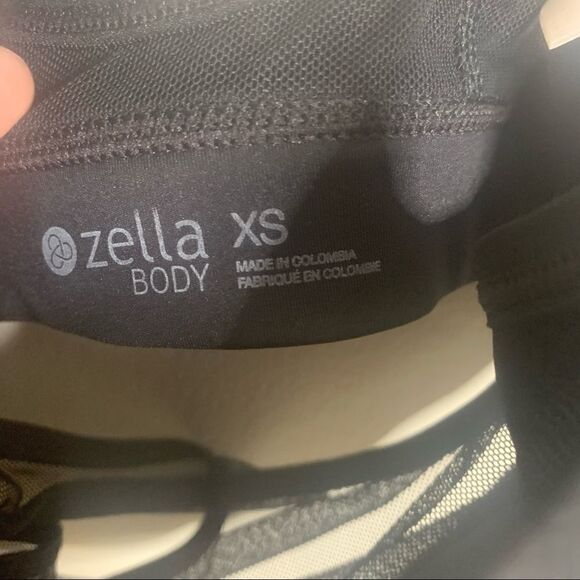 zella
BODY
XS
MADE IN COLOMBIA
FABRIQUÉ EN COLOMBIE